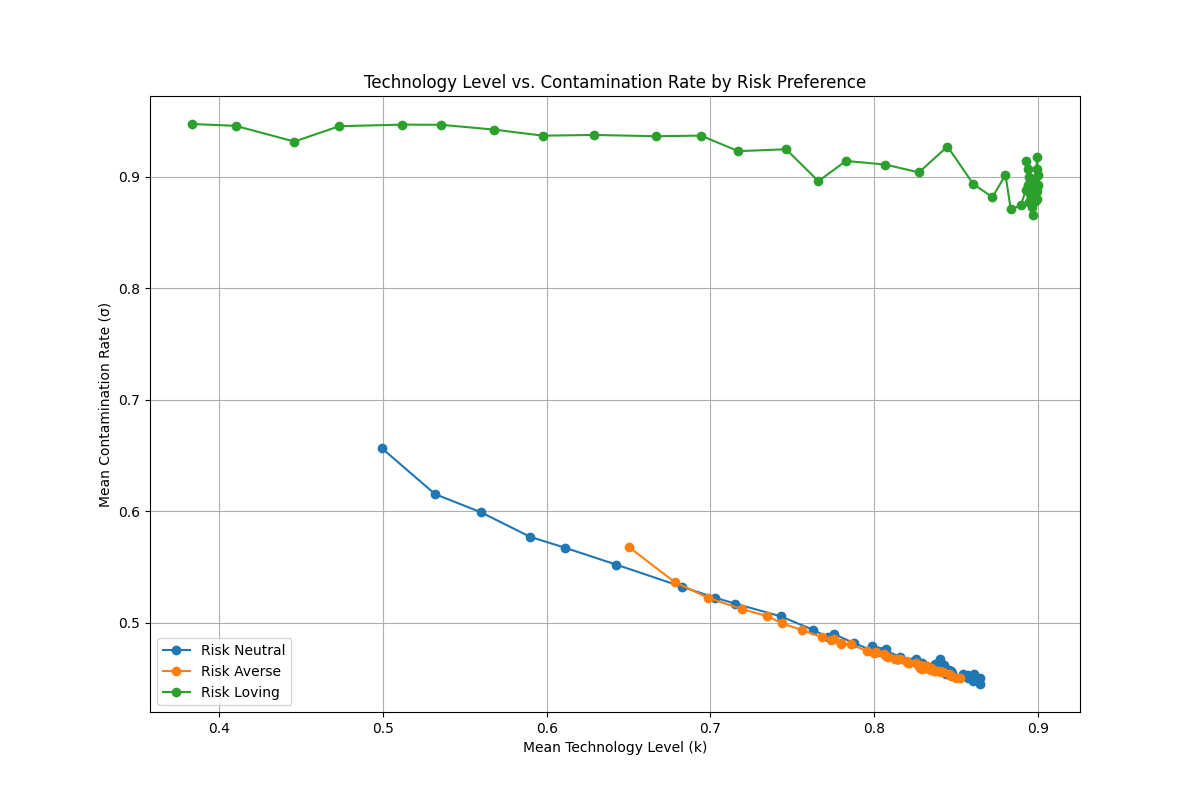 Technology Level vs. Contamination Rate by Risk Preference
Mean Contamination Rate (σ)
0.9
0.8
0.7
0.6
0.5
Risk Neutral
Risk Averse
Risk Loving
0.4 0.5 0.6 0.7 0.8 0.9
Mean Technology Level (k)